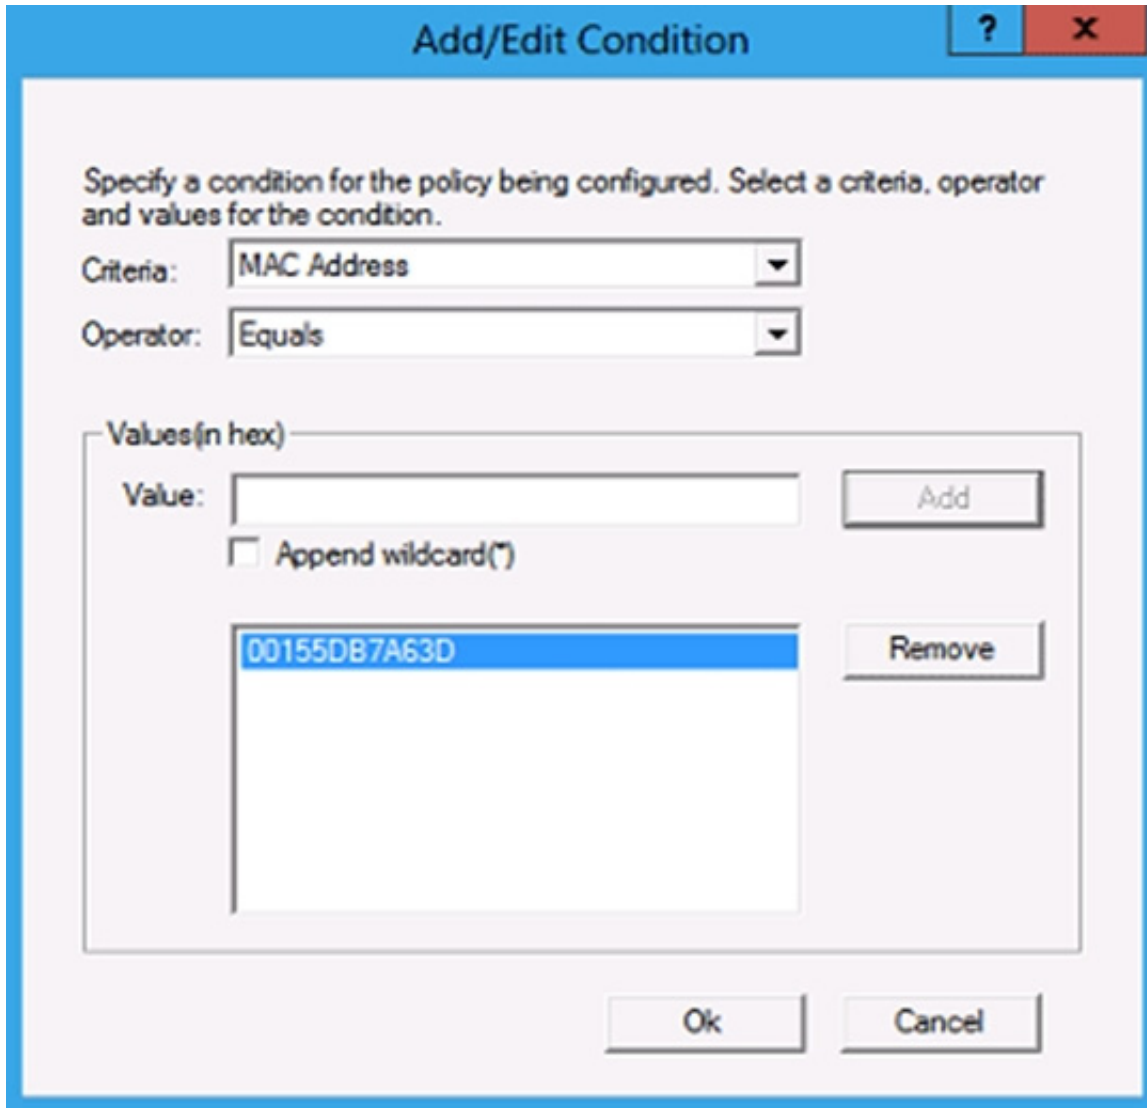 Add/Edit Condition
?
x
Specify a condition for the policy being configured. Select a criteria, operator
and values for the condition.
Criteria: MAC Address
Operator: Equals
Values(in hex)
Value:
Add
Append wildcard(*)
00155DB7A63D
Remove
Ok
Cancel